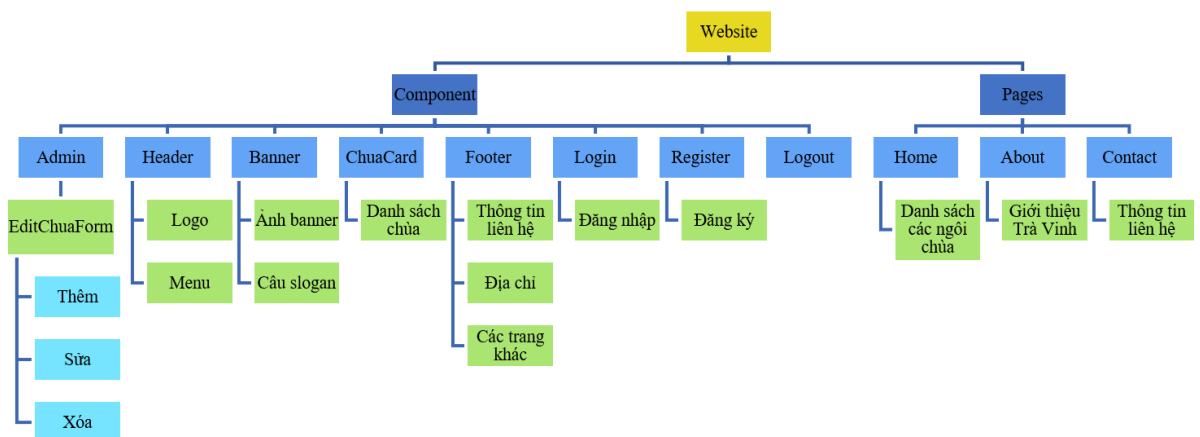 Website
Component
Pages
Admin
Header
Banner
ChuaCard
Footer
Login
Register
Logout
Home
About
Contact
EditChuaForm
Logo
Ảnh banner
Danh sách
chùa
Thông tin
liên hệ
Đăng nhập
Đăng ký
Danh sách
các ngôi
chùa
Giới thiệu
Trà Vinh
Thông tin
liên hệ
Thêm
Menu
Câu slogan
Địa chỉ
Sửa
Các trang
khác
Xóa